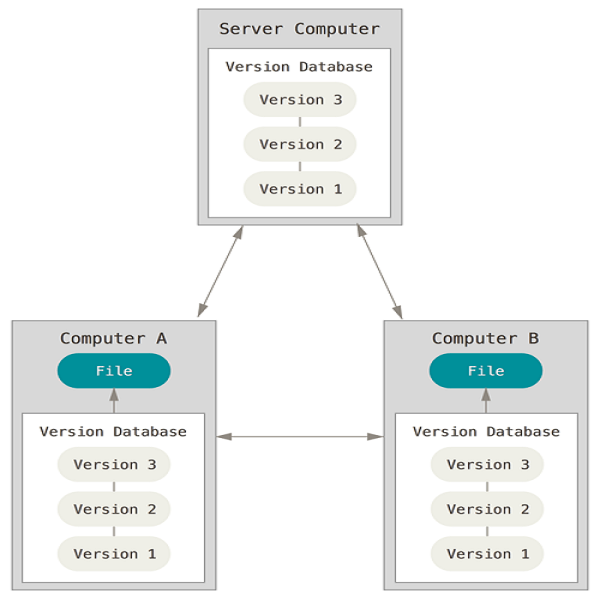 Server Computer
Version Database
Version 3
Version 2
Version 1
Computer A
File
Version Database
Version 3
Version 2
Version 1
Computer B
File
Version Database
Version 3
Version 2
Version 1